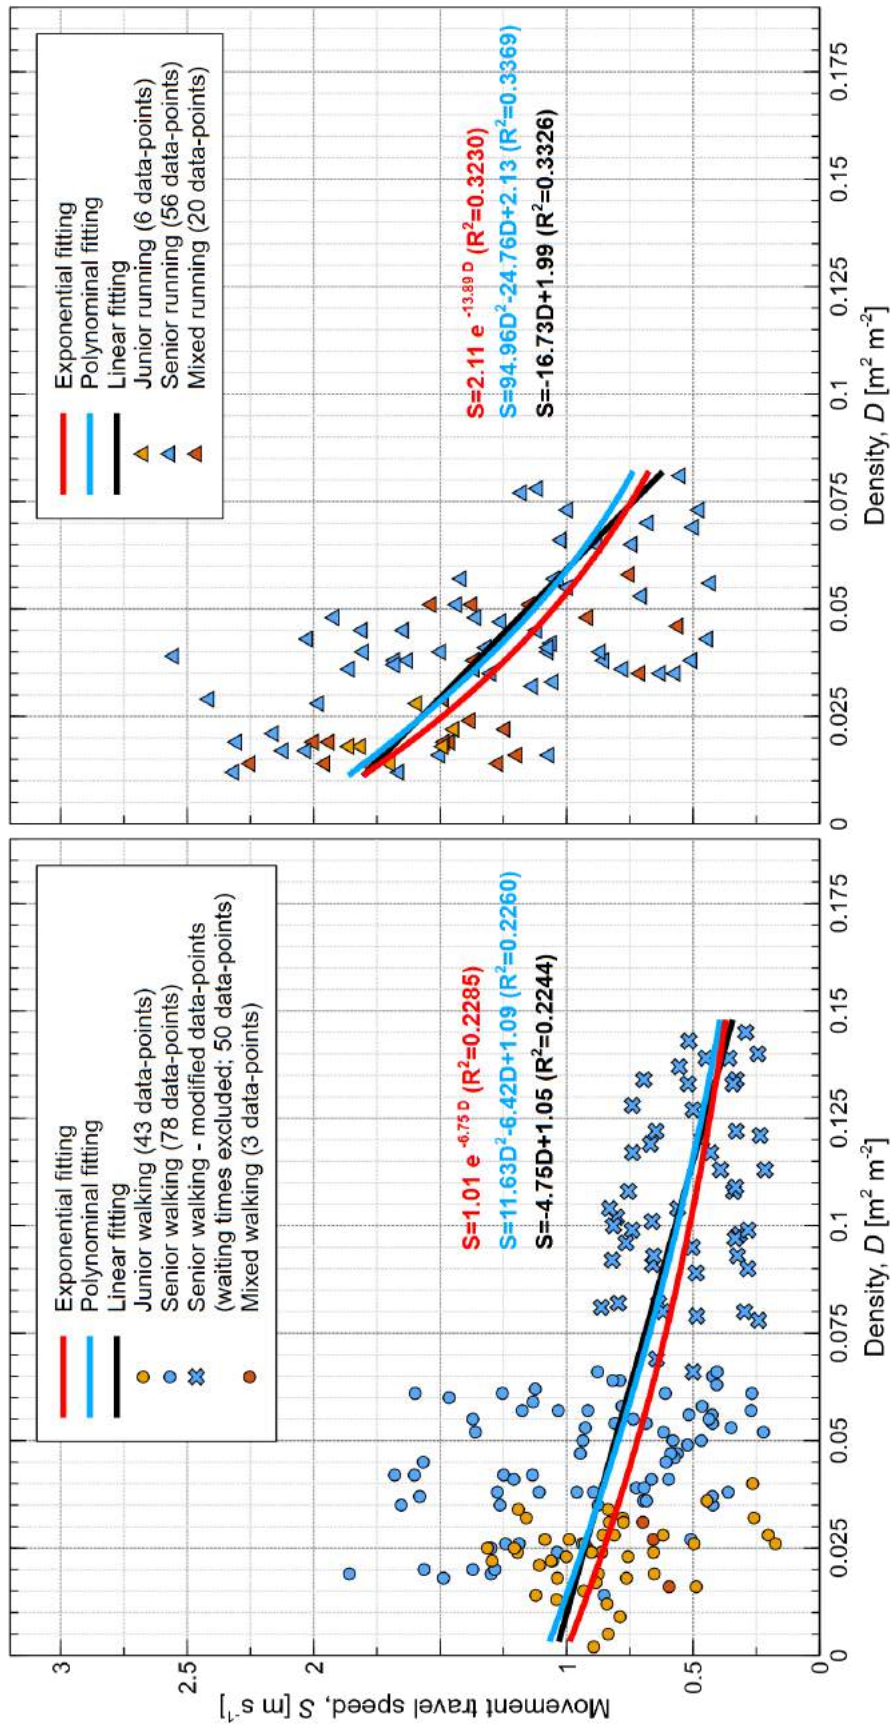 Exponential fitting
Polynominal fitting
Linear fitting
Junior walking (43 data-points)
Senior walking (78 data-points)
Senior walking - modified data-points
(waiting times excluded; 50 data-points)
Mixed walking (3 data-points)
S=1.01 e -6.75 D (R2=0.2285)
S=11.63D2-6.42D+1.09 (R2=0.2260)
S=-4.75D+1.05 (R2=0.2244)
Movement travel speed, S [m s-1]
3
2.5
2
1
0.5
0
0 0.025 0.05 0.075 0.1 0.125 0.15 0.175
Density, D [m2 m-2]
Exponential fitting
Polynominal fitting
Linear fitting
Junior running (6 data-points)
Senior running (56 data-points)
Mixed running (20 data-points)
S=2.11 e -13.89 D (R2=0.3230)
S=94.96D2-24.76D+2.13 (R2=0.3369)
S=-16.73D+1.99 (R2=0.3326)
0 0.025 0.05 0.075 0.1 0.125 0.15 0.175
Density, D [m2 m-2]